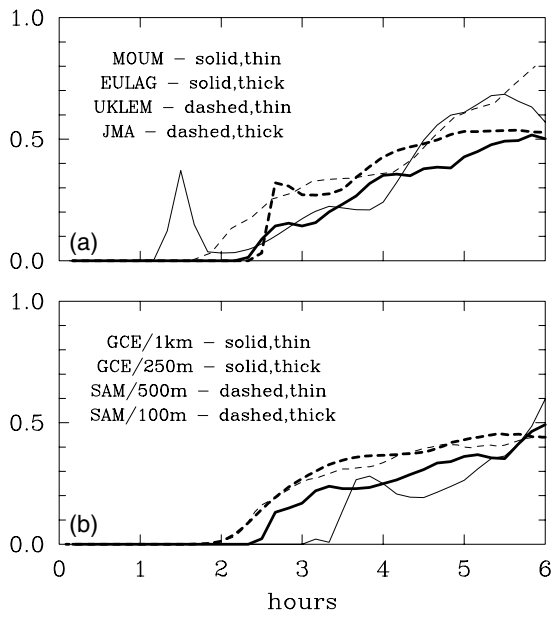 1.0
MOUM − solid,thin
EULAG − solid,thick
UKLEM − dashed,thin
JMA − dashed,thick
0.5
(a)
0.0
1.0
GCE/1km − solid,thin
GCE/250m − solid,thick
SAM/500m − dashed,thin
SAM/100m − dashed,thick
0.5
(b)
0.0
0 1 2 3 4 5 6
hours